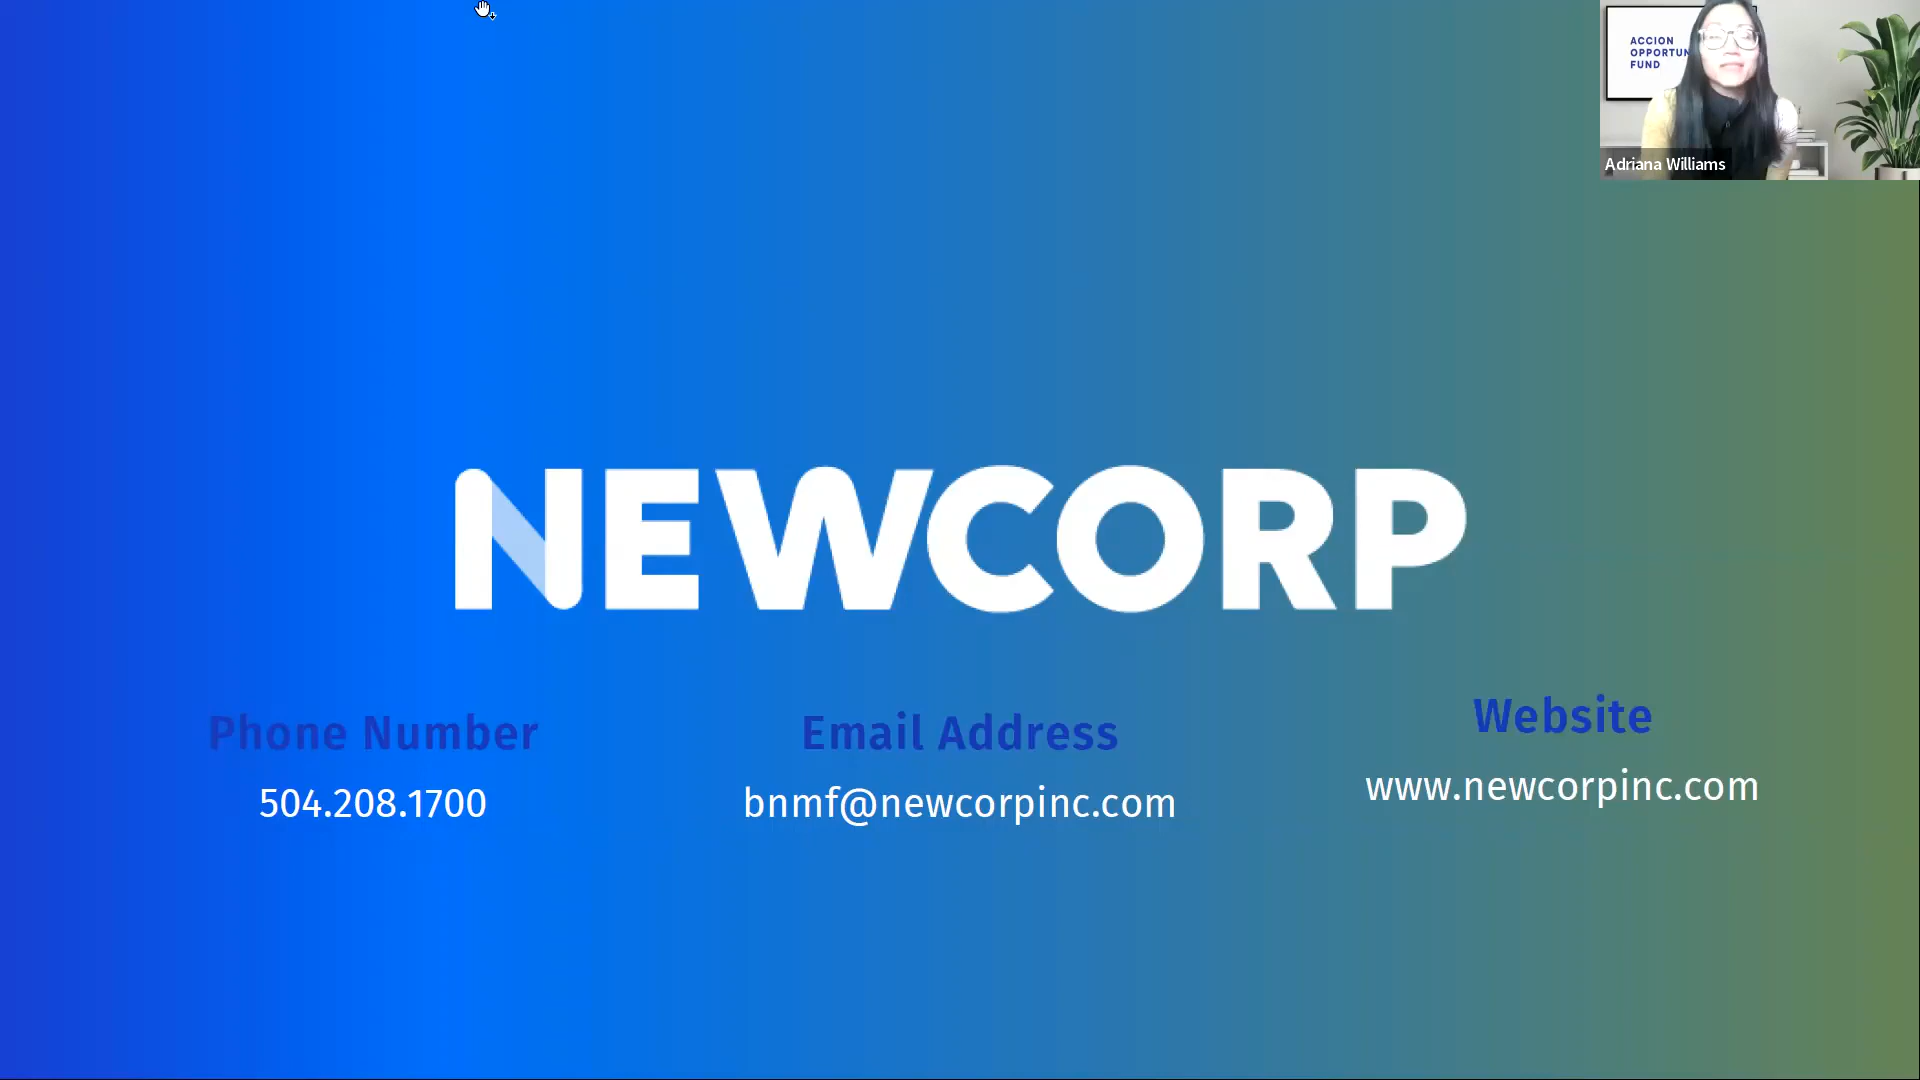 ACCION
OPPORTUN
FUND
Adriana Williams
NEWCORP
Phone Number
504.208.1700
Email Address
bnmf@newcorpinc.com
Website
www.newcorpinc.com